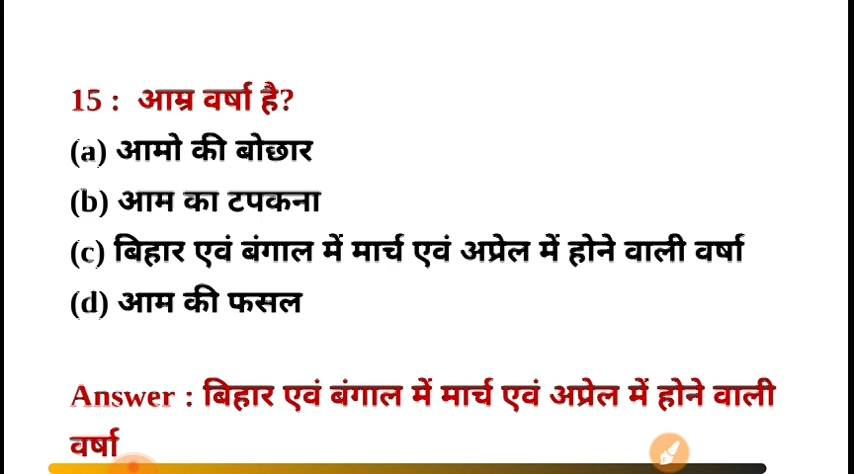 15 : आम्र वर्षा है?
(a) आमो की बोछार
(b) आम का टपकना
(c) बिहार एवं बंगाल में मार्च एवं अप्रेल में होने वाली वर्षा
(d) आम की फसल
Answer : बिहार एवं बंगाल में मार्च एवं अप्रेल में होने वाली
वर्षा